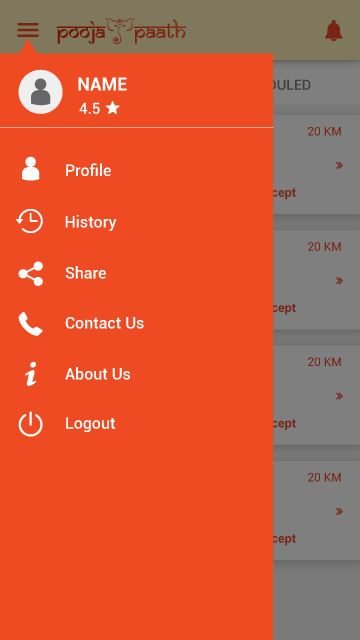 pooja paath
NAME
4.5
Profile
History
Share
Contact Us
About Us
Logout
DULED
20 KM
cept
20 KM
cept
20 KM
cept
20 KM
cept